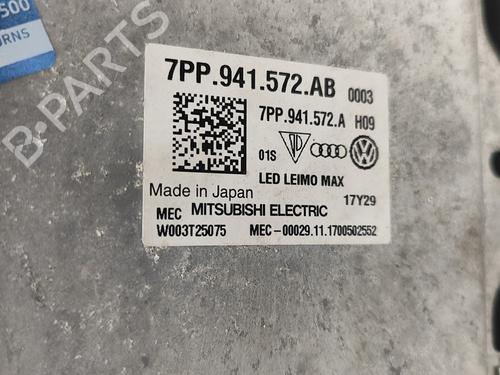 500
RNS
B-PARTS
7PP.941.572.AB 0003
7PP.941.572.A H09
01S
LED LEIMO MAX
Made in Japan 17Y29
MEC MITSUBISHI ELECTRIC
W003T25075 MEC-00029.11.1700502552